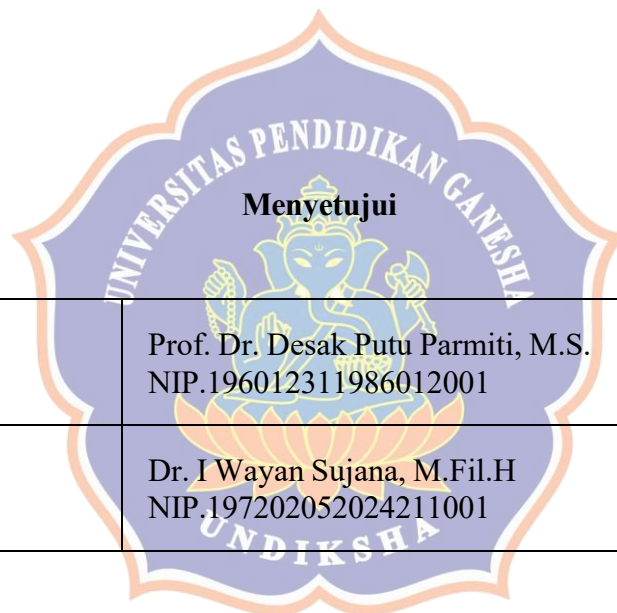 UNIVERSITAS PENDIDIKAN GANESHA
Menyetujui
Prof. Dr. Desak Putu Parmiti, M.S.
NIP.196012311986012001
Dr. I Wayan Sujana, M.Fil.H
NIP.197202052024211001
UNDIKSHA